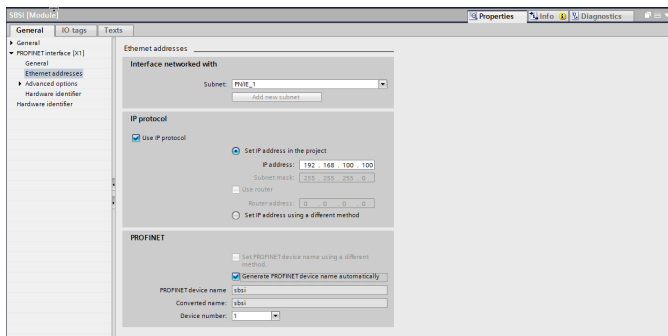 SBSI [Module]
Properties
Info
Diagnostics
General
IO tags
Texts
General
PROFINET interface [X1]
General
Ethernet addresses
Advanced options
Hardware identifier
Hardware identifier
Ethernet addresses
Interface networked with
Subnet: PN/IE_1
Add new subnet
IP protocol
Use IP protocol
Set IP address in the project
IP address: 192 . 168 . 100 . 100
Subnet mask: 255 . 255 . 255 . 0
Use router
Router address: 0 . 0 . 0 . 0
Set IP address using a different method
PROFINET
Set PROFINET device name using a different
method.
Generate PROFINET device name automatically
PROFINET device name sbsi
Converted name: sbsi
Device number: 1